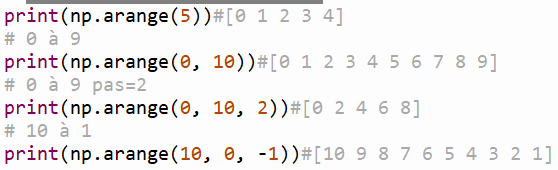 print(np.arange(5))#[0 1 2 3 4]
# 0 à 9
print(np.arange(0, 10))#[0 1 2 3 4 5 6 7 8 9]
# 0 à 9 pas=2
print(np.arange(0, 10, 2))#[0 2 4 6 8]
# 10 à 1
print(np.arange(10, 0, -1))#[10 9 8 7 6 5 4 3 2 1]